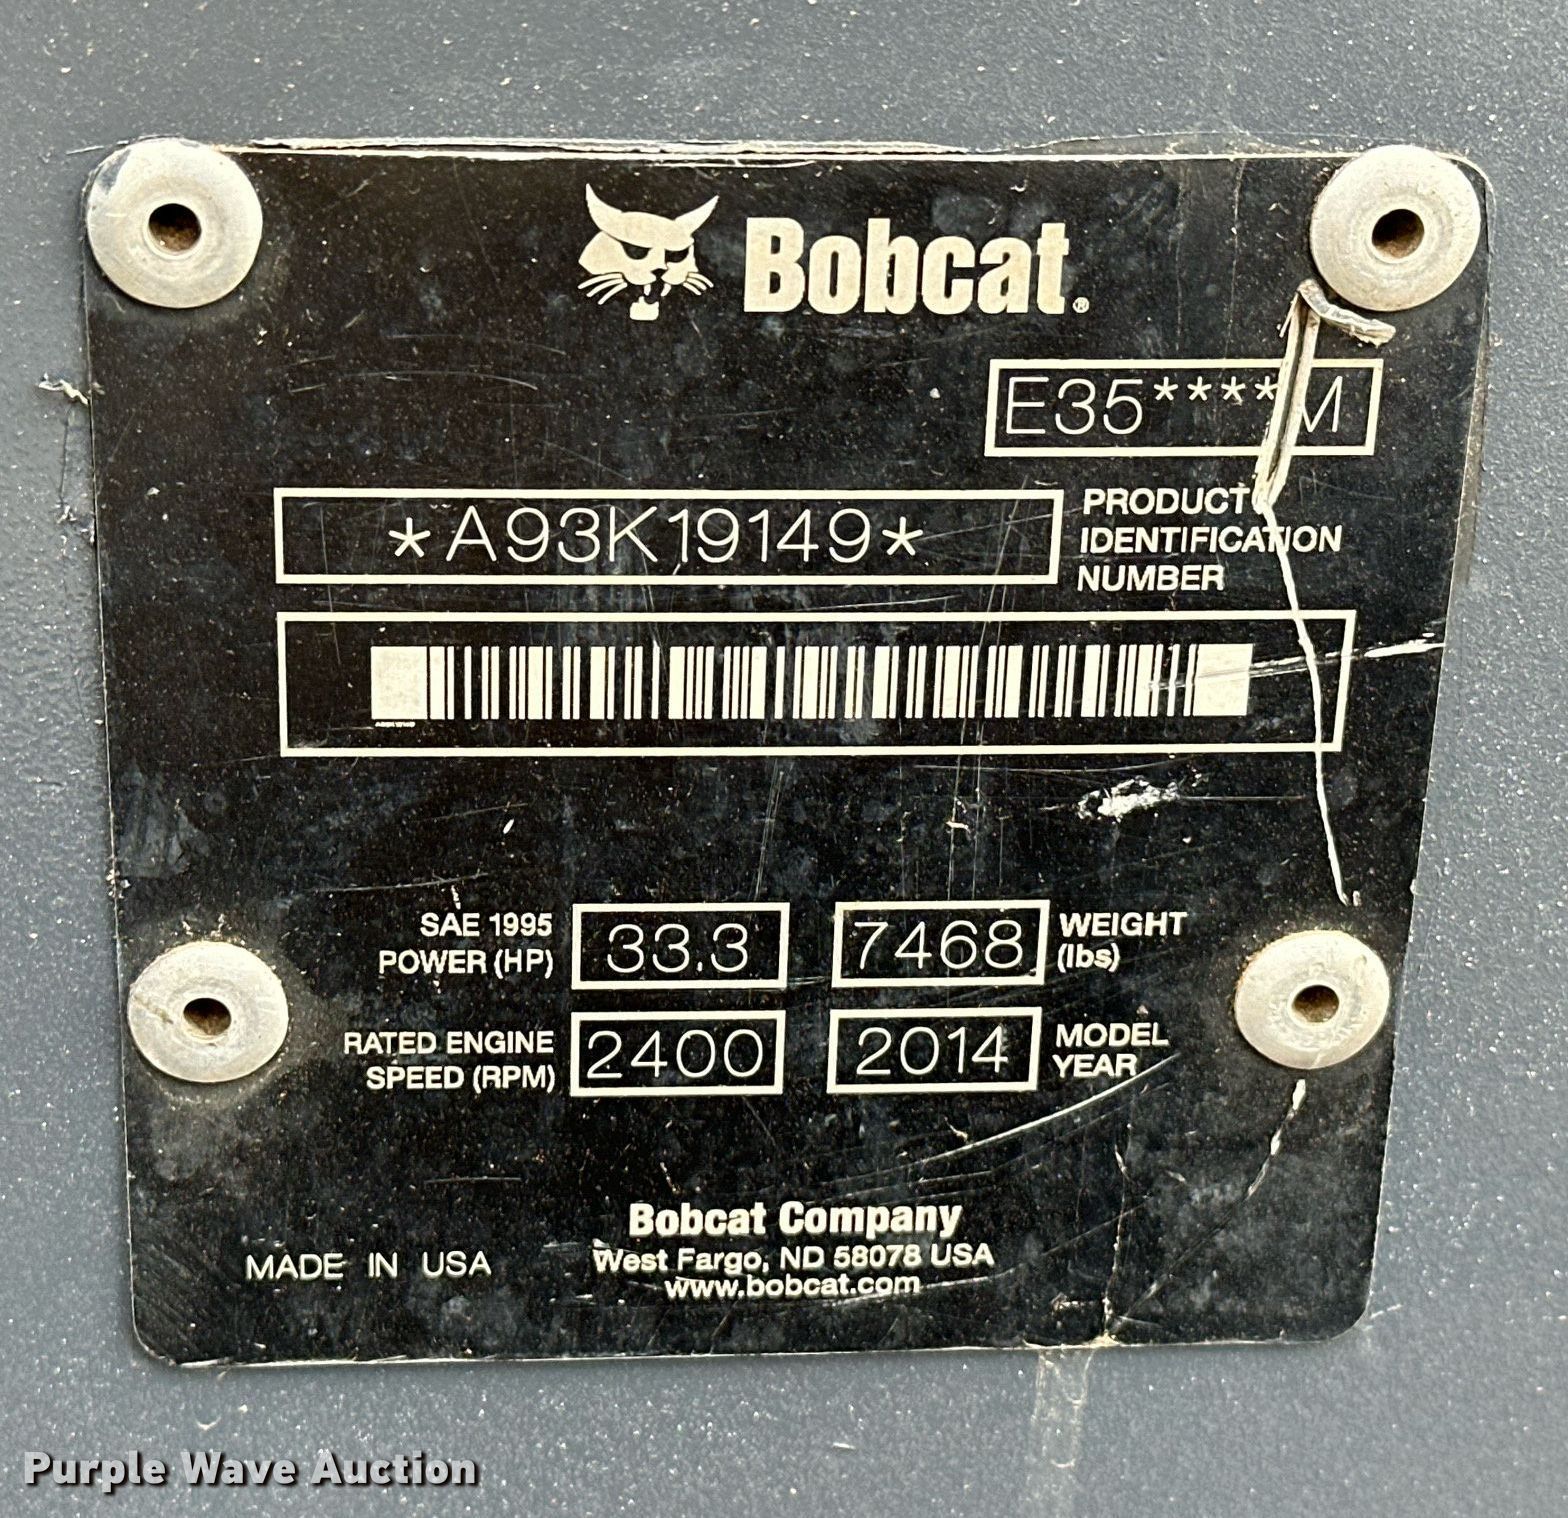 Bobcat®
E35****M
*A93K19149*
PRODUCT
IDENTIFICATION
NUMBER
SAE 1995
POWER (HP)
33.3
7468
WEIGHT
(lbs)
RATED ENGINE
SPEED (RPM)
2400
2014
MODEL
YEAR
MADE IN USA
Bobcat Company
West Fargo, ND 58078 USA
www.bobcat.com
Purple Wave Auction